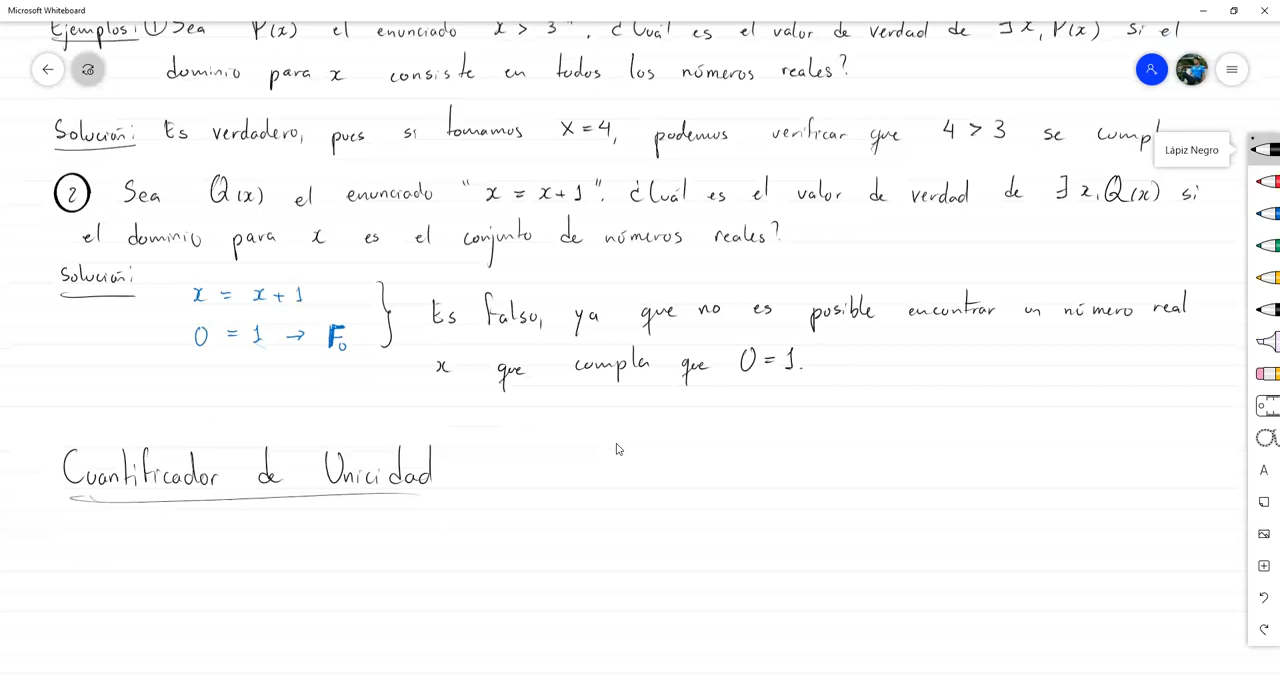 Microsoft Whiteboard
Ejemplos: ① Sea P(x) el enunciado "x > 3". ¿Cuál es el valor de verdad de ∃x, P(x) si el
dominio para x consiste en todos los números reales?
Solución: Es verdadero, pues si tomamos x = 4, podemos verificar que 4 > 3 se cumpl
Lápiz Negro
② Sea Q(x) el enunciado "x = x + 1". ¿Cuál es el valor de verdad de ∃x, Q(x) si
el dominio para x es el conjunto de números reales?
Solución:
x = x + 1
0 = 1 → F₀
Es falso, ya que no es posible encontrar un número real
x que cumpla que 0 = 1.
Cuantificador de Unicidad